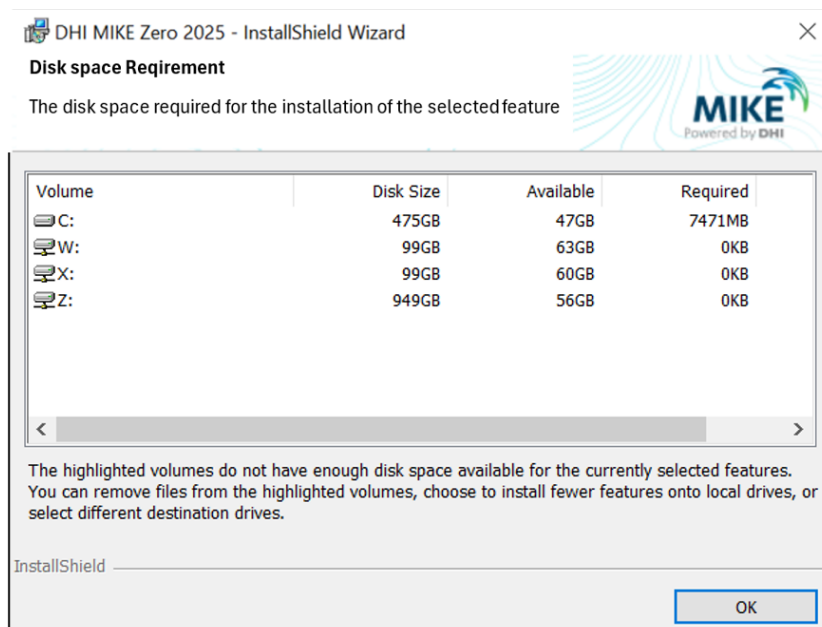 DHI MIKE Zero 2025 - InstallShield Wizard
Disk space Reqirement
The disk space required for the installation of the selected feature
MIKE
Powered by DHI
Volume Disk Size Available Required
C: 475GB 47GB 7471MB
W: 99GB 63GB 0KB
X: 99GB 60GB 0KB
Z: 949GB 56GB 0KB
The highlighted volumes do not have enough disk space available for the currently selected features.
You can remove files from the highlighted volumes, choose to install fewer features onto local drives, or
select different destination drives.
InstallShield
OK